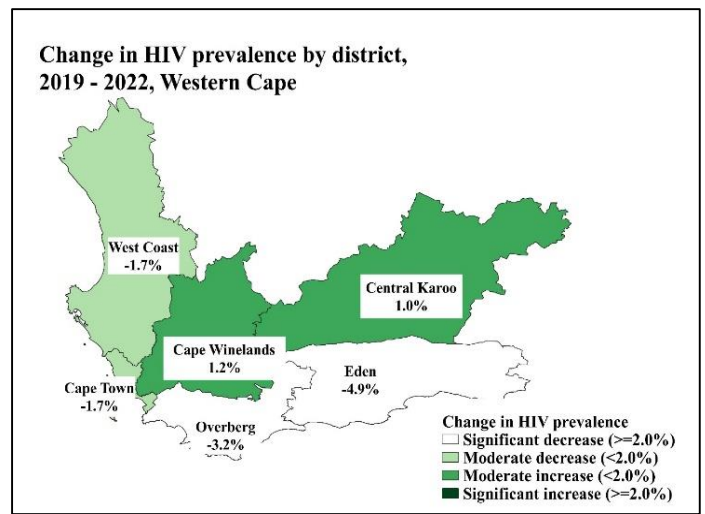 Change in HIV prevalence by district,
2019 - 2022, Western Cape
West Coast
-1.7%
Central Karoo
1.0%
Cape Winelands
1.2%
Eden
-4.9%
Cape Town
-1.7%
Overberg
-3.2%
Change in HIV prevalence
Significant decrease (>=2.0%)
Moderate decrease (<2.0%)
Moderate increase (<2.0%)
Significant increase (>=2.0%)